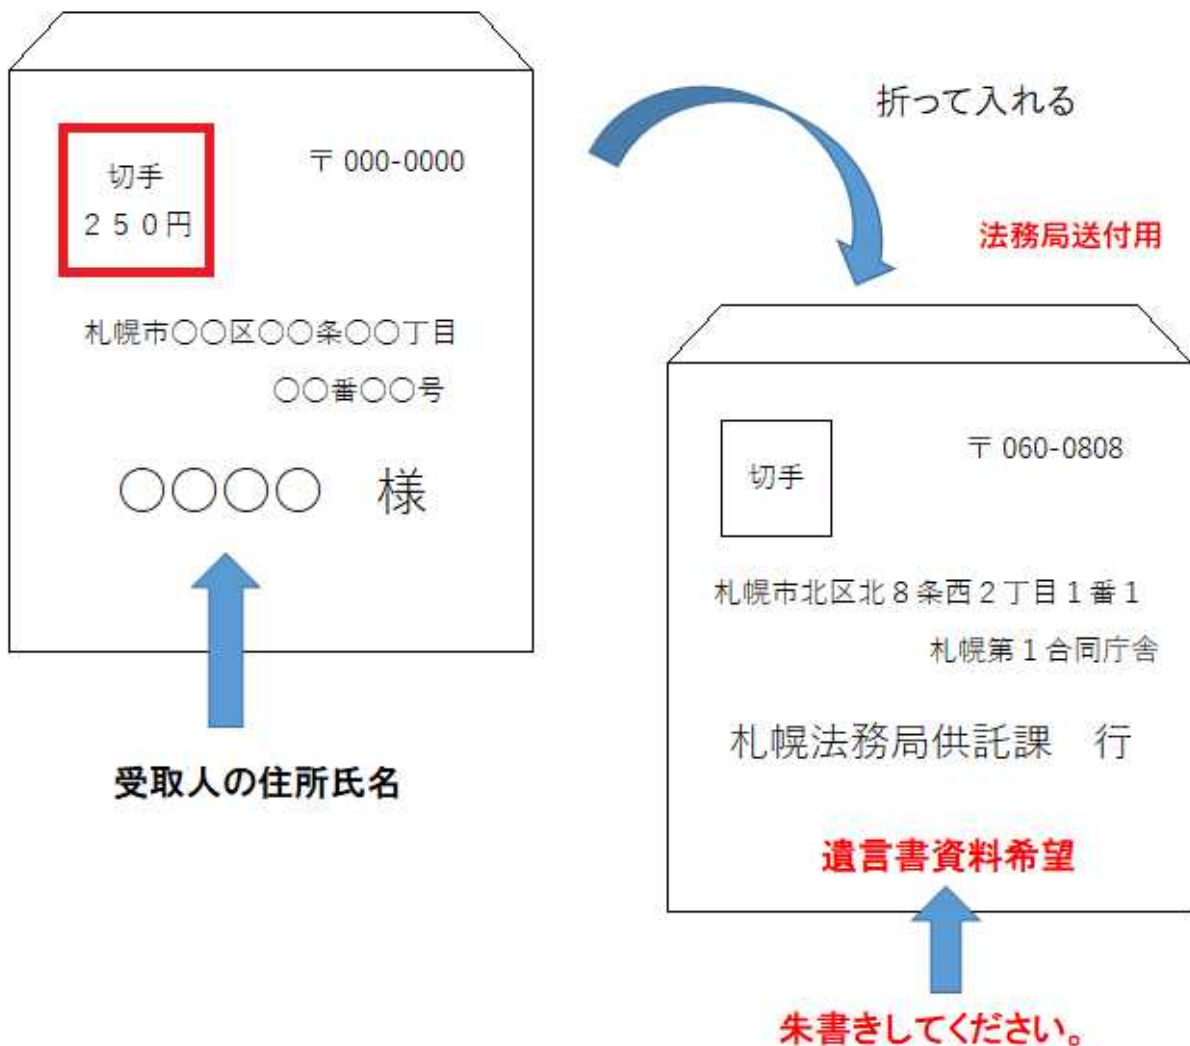 切手
２５０円
〒 000-0000
札幌市〇〇区〇〇条〇〇丁目
〇〇番〇〇号
〇〇〇〇　様
受取人の住所氏名
折って入れる
法務局送付用
切手
〒 060-0808
札幌市北区北８条西２丁目１番１
札幌第１合同庁舎
札幌法務局供託課　行
遺言書資料希望
朱書きしてください。